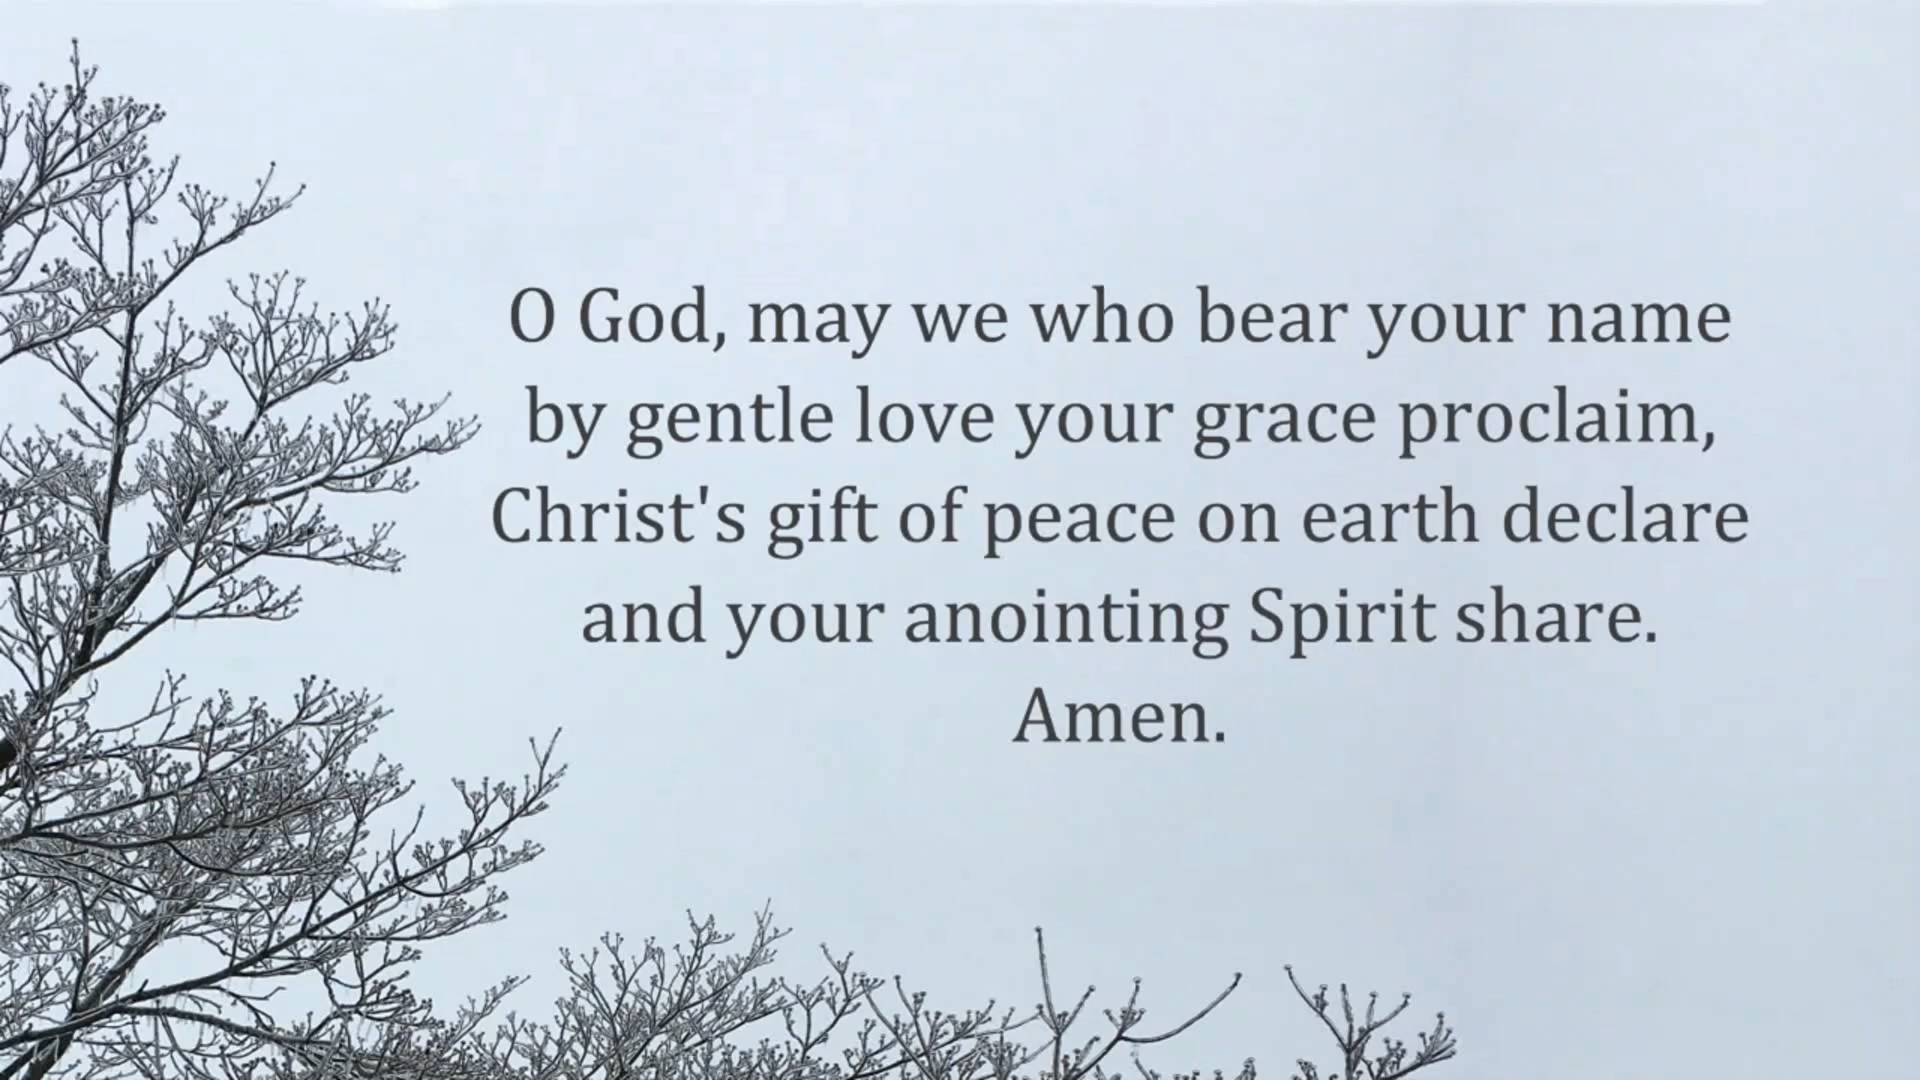 O God, may we who bear your name
by gentle love your grace proclaim,
Christ's gift of peace on earth declare
and your anointing Spirit share.
Amen.